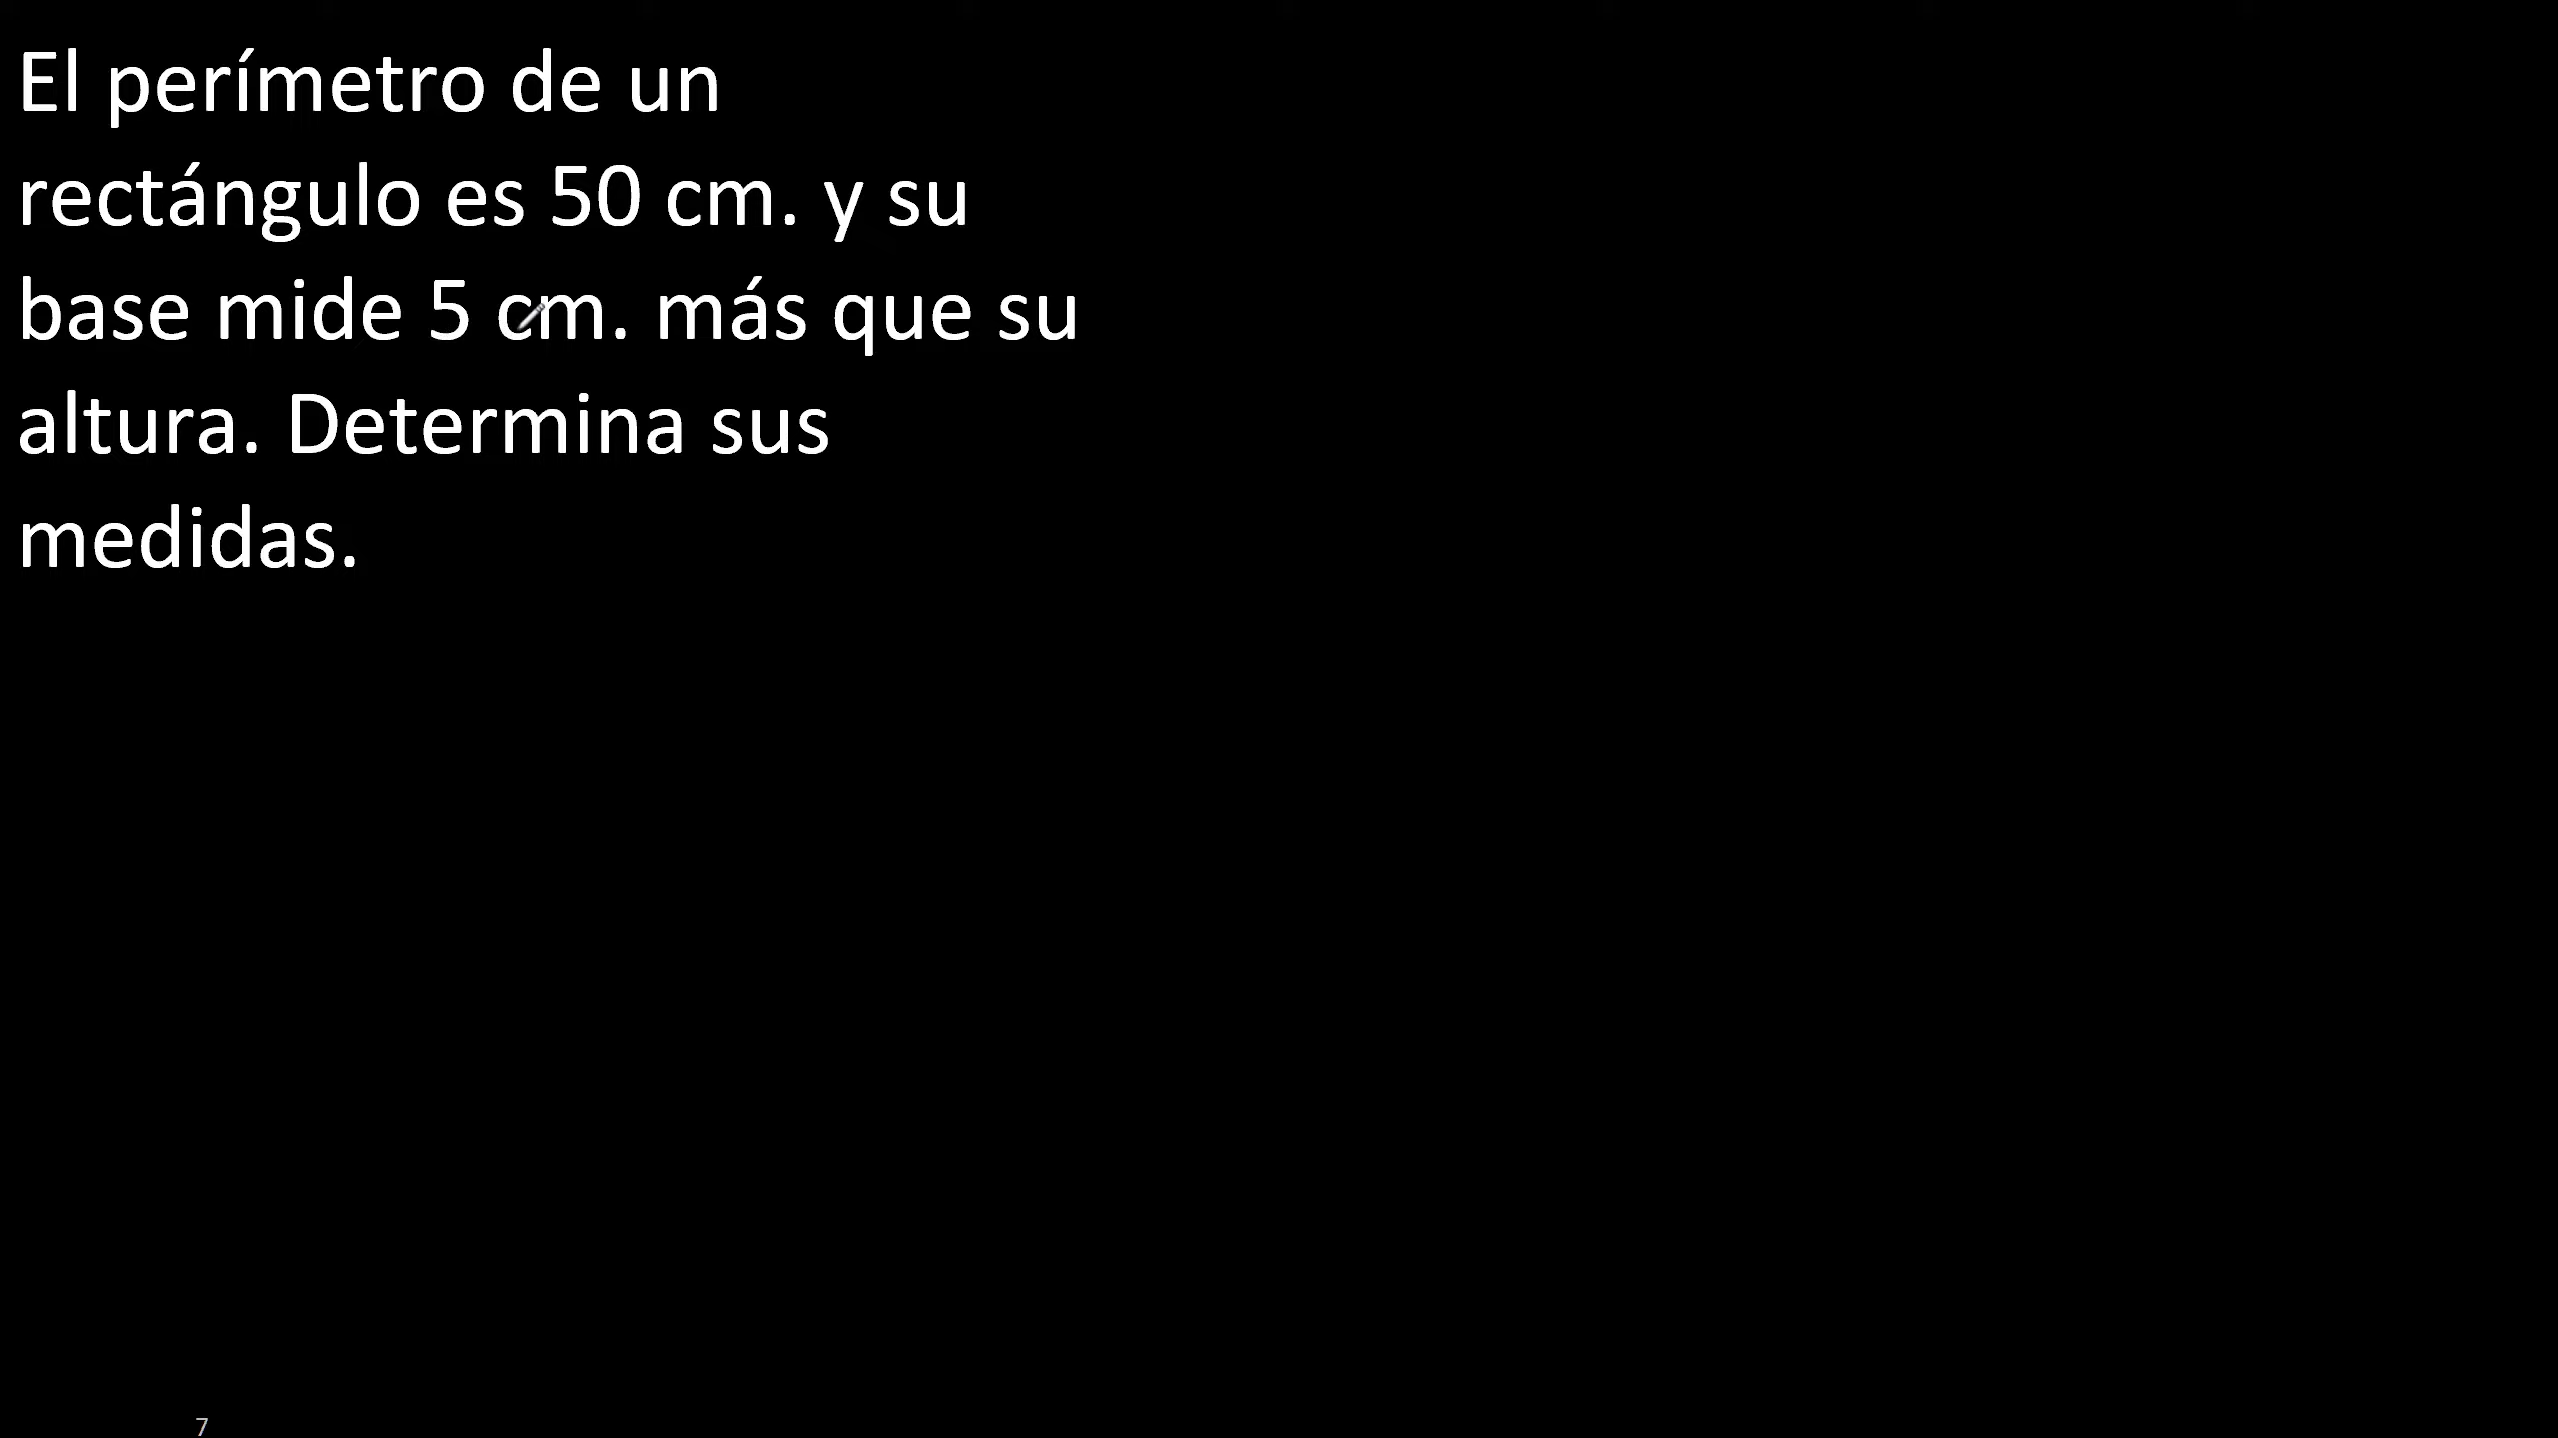 El perímetro de un
rectángulo es 50 cm. y su
base mide 5 cm. más que su
altura. Determina sus
medidas.
7